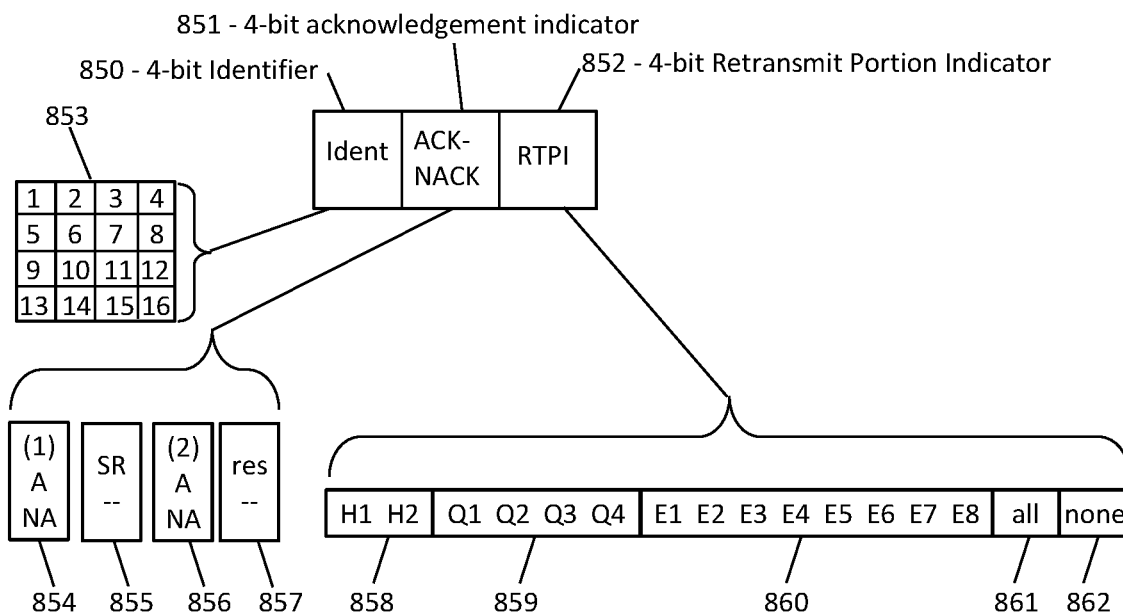 851 - 4-bit acknowledgement indicator
850 - 4-bit Identifier
852 - 4-bit Retransmit Portion Indicator
853
Ident
ACK-
NACK
RTPI
1 2 3 4
5 6 7 8
9 10 11 12
13 14 15 16
(1)
A
NA
SR
--
(2)
A
NA
res
--
H1 H2 Q1 Q2 Q3 Q4 E1 E2 E3 E4 E5 E6 E7 E8 all none
854 855 856 857 858 859 860 861 862